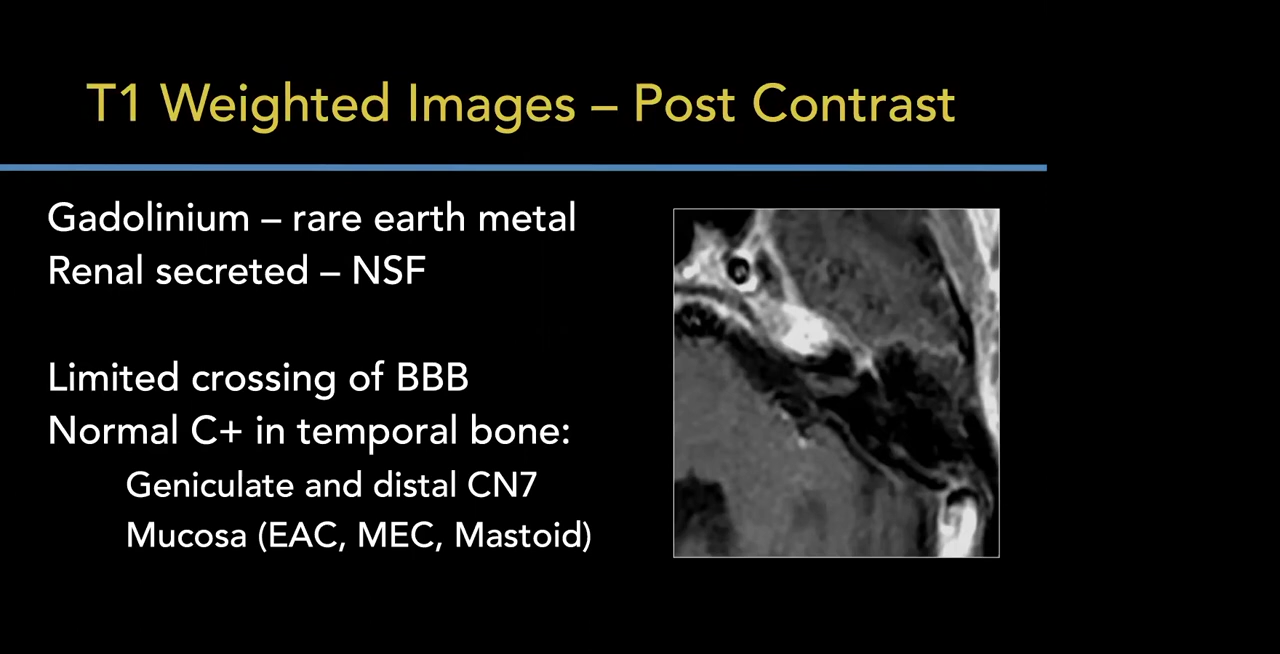 T1 Weighted Images – Post Contrast
Gadolinium – rare earth metal
Renal secreted – NSF
Limited crossing of BBB
Normal C+ in temporal bone:
Geniculate and distal CN7
Mucosa (EAC, MEC, Mastoid)